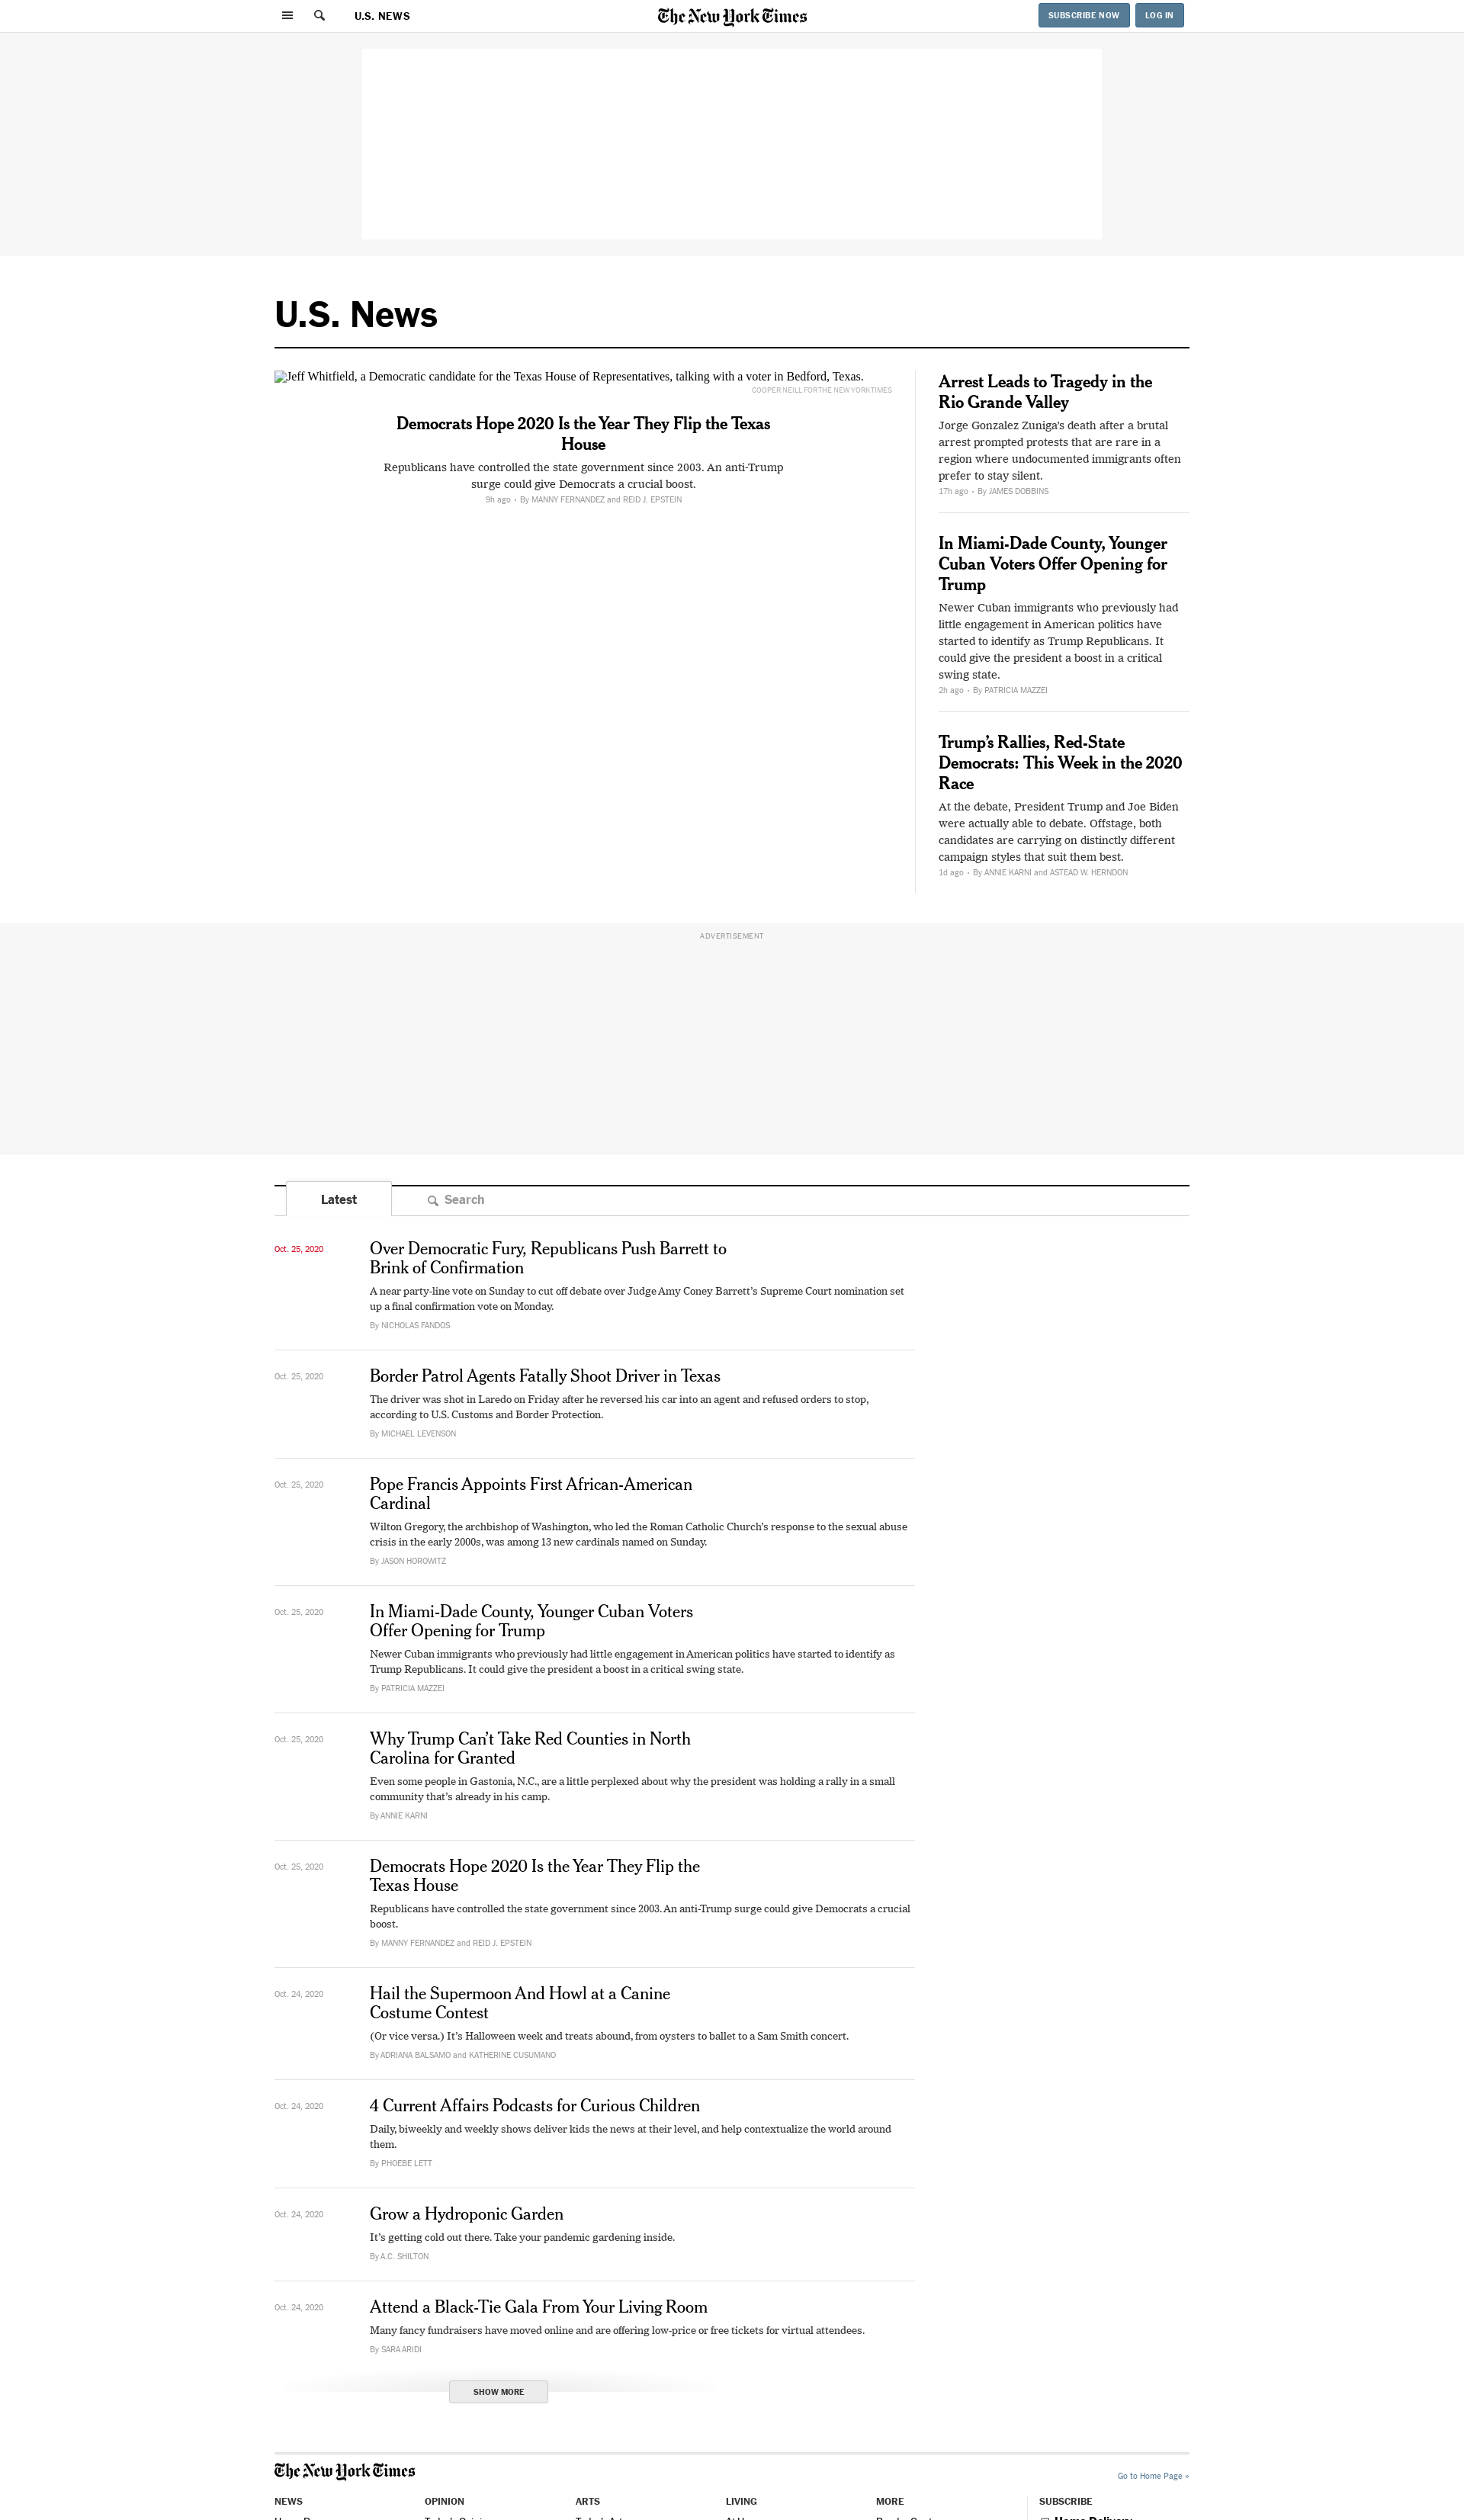 U.S. NEWS
The New York Times
SUBSCRIBE NOW
LOG IN
U.S. News
Jeff Whitfield, a Democratic candidate for the Texas House of Representatives, talking with a voter in Bedford, Texas.
COOPER NEILL FOR THE NEW YORK TIMES
Democrats Hope 2020 Is the Year They Flip the Texas
House
Republicans have controlled the state government since 2003. An anti-Trump
surge could give Democrats a crucial boost.
9h ago • By MANNY FERNANDEZ and REID J. EPSTEIN
Arrest Leads to Tragedy in the
Rio Grande Valley
Jorge Gonzalez Zuniga’s death after a brutal
arrest prompted protests that are rare in a
region where undocumented immigrants often
prefer to stay silent.
17h ago • By JAMES DOBBINS
In Miami-Dade County, Younger
Cuban Voters Offer Opening for
Trump
Newer Cuban immigrants who previously had
little engagement in American politics have
started to identify as Trump Republicans. It
could give the president a boost in a critical
swing state.
2h ago • By PATRICIA MAZZEI
Trump’s Rallies, Red-State
Democrats: This Week in the 2020
Race
At the debate, President Trump and Joe Biden
were actually able to debate. Offstage, both
candidates are carrying on distinctly different
campaign styles that suit them best.
1d ago • By ANNIE KARNI and ASTEAD W. HERNDON
ADVERTISEMENT
Latest
Search
Oct. 25, 2020
Over Democratic Fury, Republicans Push Barrett to
Brink of Confirmation
A near party-line vote on Sunday to cut off debate over Judge Amy Coney Barrett’s Supreme Court nomination set
up a final confirmation vote on Monday.
By NICHOLAS FANDOS
Oct. 25, 2020
Border Patrol Agents Fatally Shoot Driver in Texas
The driver was shot in Laredo on Friday after he reversed his car into an agent and refused orders to stop,
according to U.S. Customs and Border Protection.
By MICHAEL LEVENSON
Oct. 25, 2020
Pope Francis Appoints First African-American
Cardinal
Wilton Gregory, the archbishop of Washington, who led the Roman Catholic Church’s response to the sexual abuse
crisis in the early 2000s, was among 13 new cardinals named on Sunday.
By JASON HOROWITZ
Oct. 25, 2020
In Miami-Dade County, Younger Cuban Voters
Offer Opening for Trump
Newer Cuban immigrants who previously had little engagement in American politics have started to identify as
Trump Republicans. It could give the president a boost in a critical swing state.
By PATRICIA MAZZEI
Oct. 25, 2020
Why Trump Can’t Take Red Counties in North
Carolina for Granted
Even some people in Gastonia, N.C., are a little perplexed about why the president was holding a rally in a small
community that’s already in his camp.
By ANNIE KARNI
Oct. 25, 2020
Democrats Hope 2020 Is the Year They Flip the
Texas House
Republicans have controlled the state government since 2003. An anti-Trump surge could give Democrats a crucial
boost.
By MANNY FERNANDEZ and REID J. EPSTEIN
Oct. 24, 2020
Hail the Supermoon And Howl at a Canine
Costume Contest
(Or vice versa.) It’s Halloween week and treats abound, from oysters to ballet to a Sam Smith concert.
By ADRIANA BALSAMO and KATHERINE CUSUMANO
Oct. 24, 2020
4 Current Affairs Podcasts for Curious Children
Daily, biweekly and weekly shows deliver kids the news at their level, and help contextualize the world around
them.
By PHOEBE LETT
Oct. 24, 2020
Grow a Hydroponic Garden
It’s getting cold out there. Take your pandemic gardening inside.
By A.C. SHILTON
Oct. 24, 2020
Attend a Black-Tie Gala From Your Living Room
Many fancy fundraisers have moved online and are offering low-price or free tickets for virtual attendees.
By SARA ARIDI
SHOW MORE
The New York Times
Go to Home Page »
NEWS
OPINION
ARTS
LIVING
MORE
SUBSCRIBE